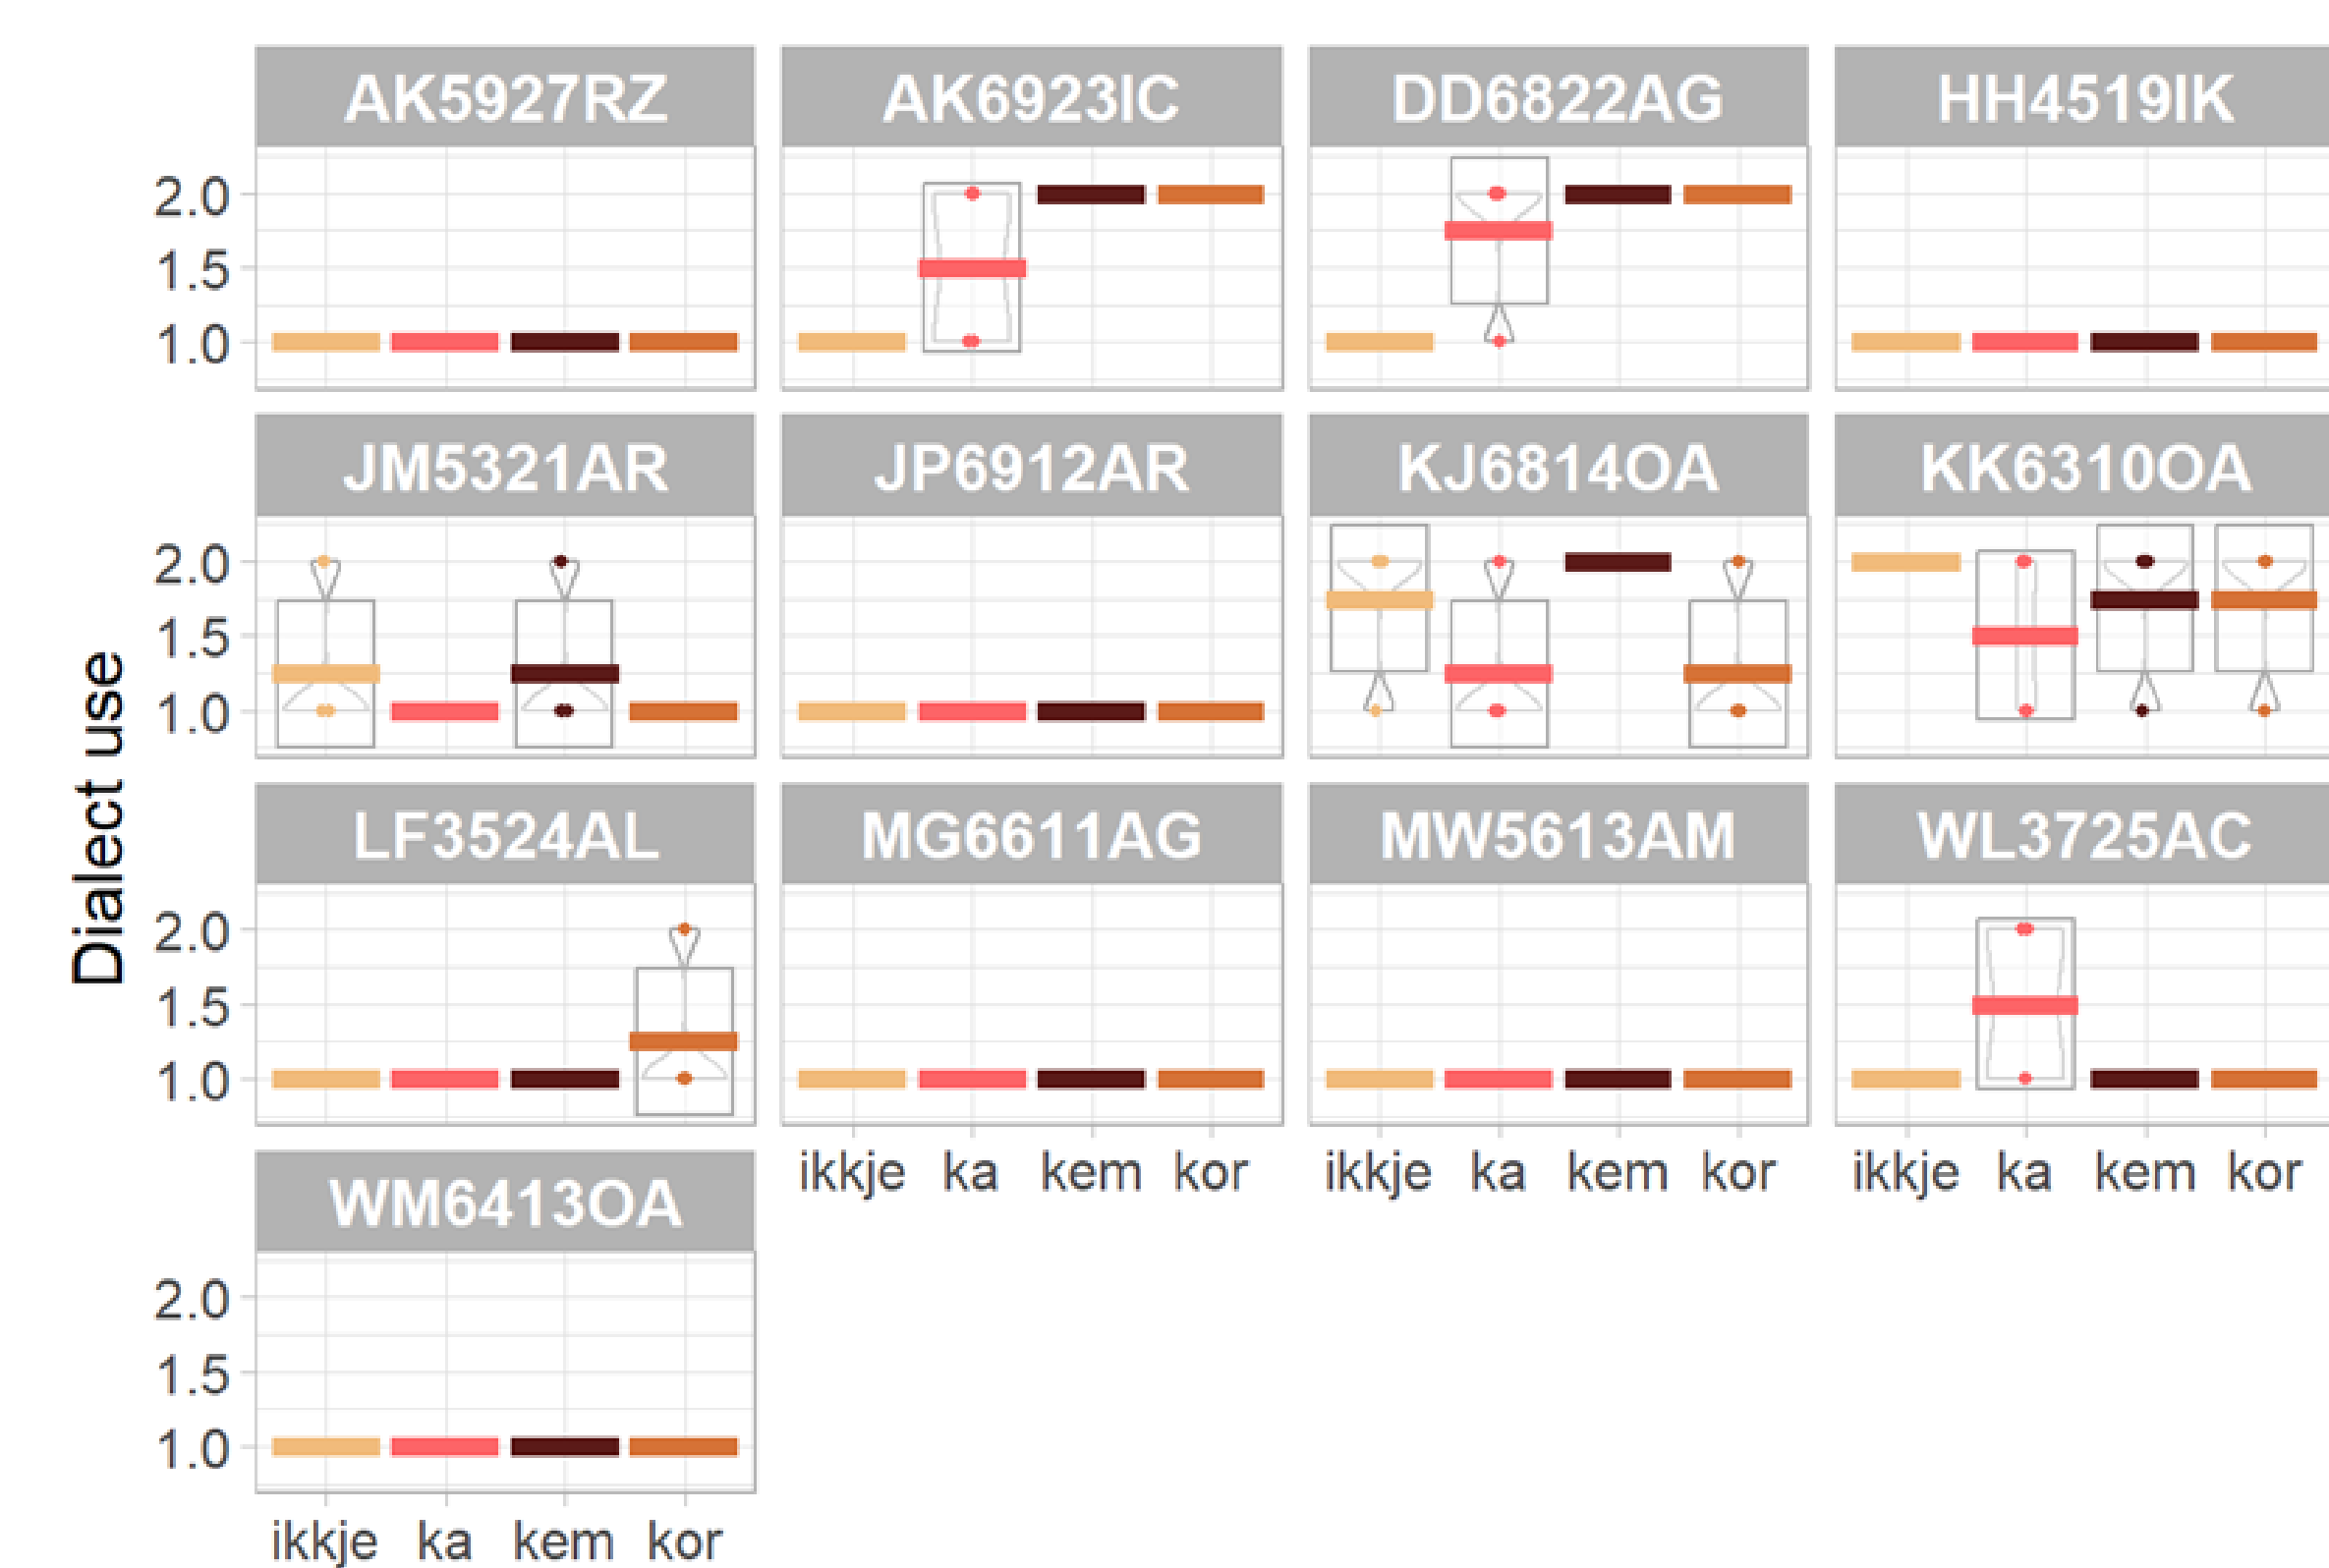 AK5927RZ AK6923IC DD6822AG HH4519IK
2.0
1.5
1.0
JM5321AR JP6912AR KJ6814OA KK6310OA
2.0
1.5
1.0
Dialect use
LF3524AL MG6611AG MW5613AM WL3725AC
2.0
1.5
1.0
ikkje ka kem kor ikkje ka kem kor ikkje ka kem kor
WM6413OA
2.0
1.5
1.0
ikkje ka kem kor